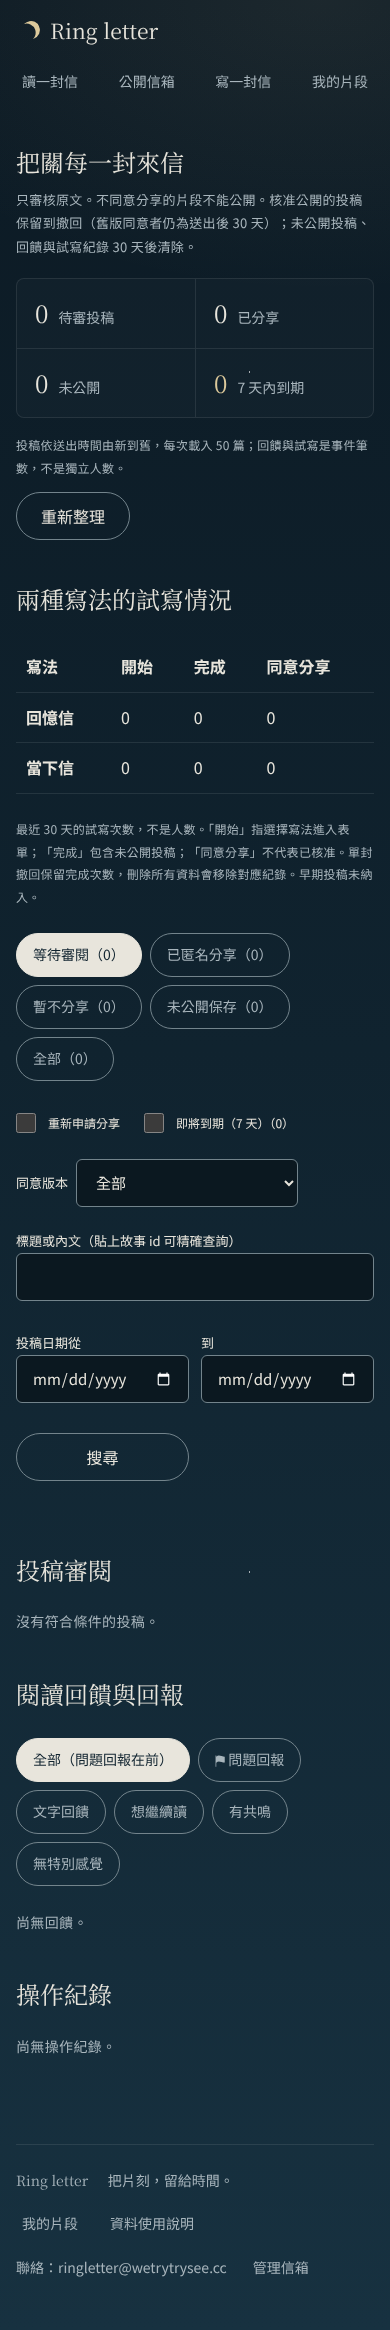 Ring letter
讀一封信 公開信箱 寫一封信 我的片段
把關每一封來信
只審核原文。不同意分享的片段不能公開。核准公開的投稿
保留到撤回（舊版同意者仍為送出後 30 天）；未公開投稿、
回饋與試寫紀錄 30 天後清除。
0 待審投稿 0 已分享
0 未公開 0 7 天內到期
投稿依送出時間由新到舊，每次載入 50 篇；回饋與試寫是事件筆
數，不是獨立人數。
重新整理
兩種寫法的試寫情況
寫法 開始 完成 同意分享
回憶信 0 0 0
當下信 0 0 0
最近 30 天的試寫次數，不是人數。「開始」指選擇寫法進入表
單；「完成」包含未公開投稿；「同意分享」不代表已核准。單封
撤回保留完成次數，刪除所有資料會移除對應紀錄。早期投稿未納
入。
等待審閱（0） 已匿名分享（0）
暫不分享（0） 未公開保存（0）
全部（0）
重新申請分享 即將到期（7 天）（0）
同意版本 全部
標題或內文（貼上故事 id 可精確查詢）
投稿日期從 到
mm/dd/yyyy mm/dd/yyyy
搜尋
投稿審閱
沒有符合條件的投稿。
閱讀回饋與回報
全部（問題回報在前） 問題回報
文字回饋 想繼續讀 有共鳴
無特別感覺
尚無回饋。
操作紀錄
尚無操作紀錄。
Ring letter 把片刻，留給時間。
我的片段 資料使用說明
聯絡：ringletter@wetrytrysee.cc 管理信箱